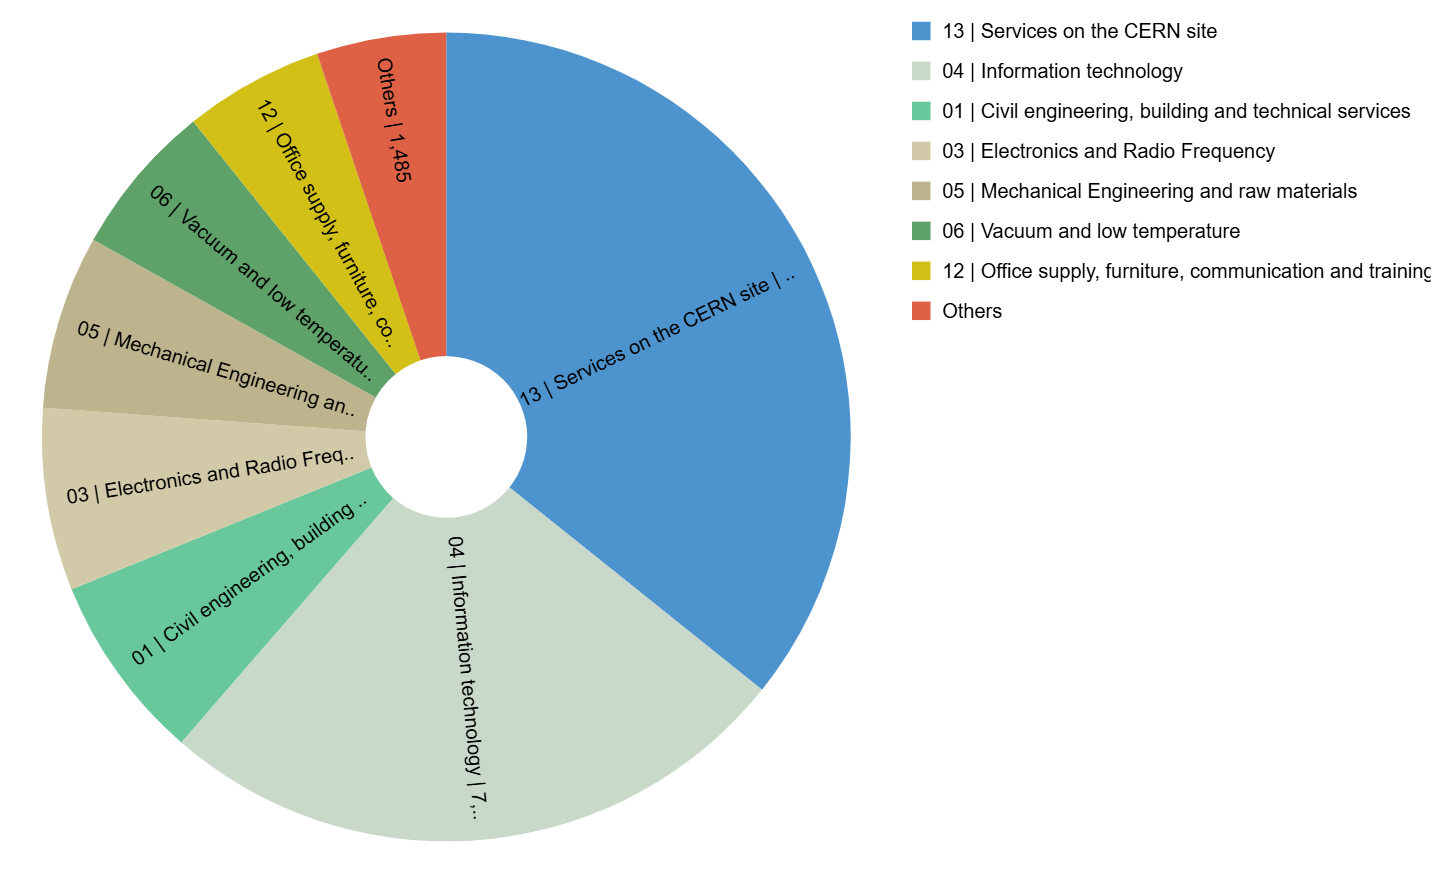 13 | Services on the CERN site | ..
04 | Information technology | 7,..
01 | Civil engineering, building ..
03 | Electronics and Radio Freq..
05 | Mechanical Engineering an..
06 | Vacuum and low temperatu..
12 | Office supply, furniture, co..
Others | 1,485
13 | Services on the CERN site
04 | Information technology
01 | Civil engineering, building and technical services
03 | Electronics and Radio Frequency
05 | Mechanical Engineering and raw materials
06 | Vacuum and low temperature
12 | Office supply, furniture, communication and training
Others